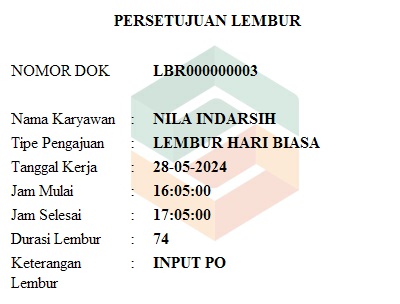 PERSETUJUAN LEMBUR
NOMOR DOK LBR000000003
Nama Karyawan : NILA INDARSIH
Tipe Pengajuan : LEMBUR HARI BIASA
Tanggal Kerja : 28-05-2024
Jam Mulai : 16:05:00
Jam Selesai : 17:05:00
Durasi Lembur : 74
Keterangan : INPUT PO
Lembur